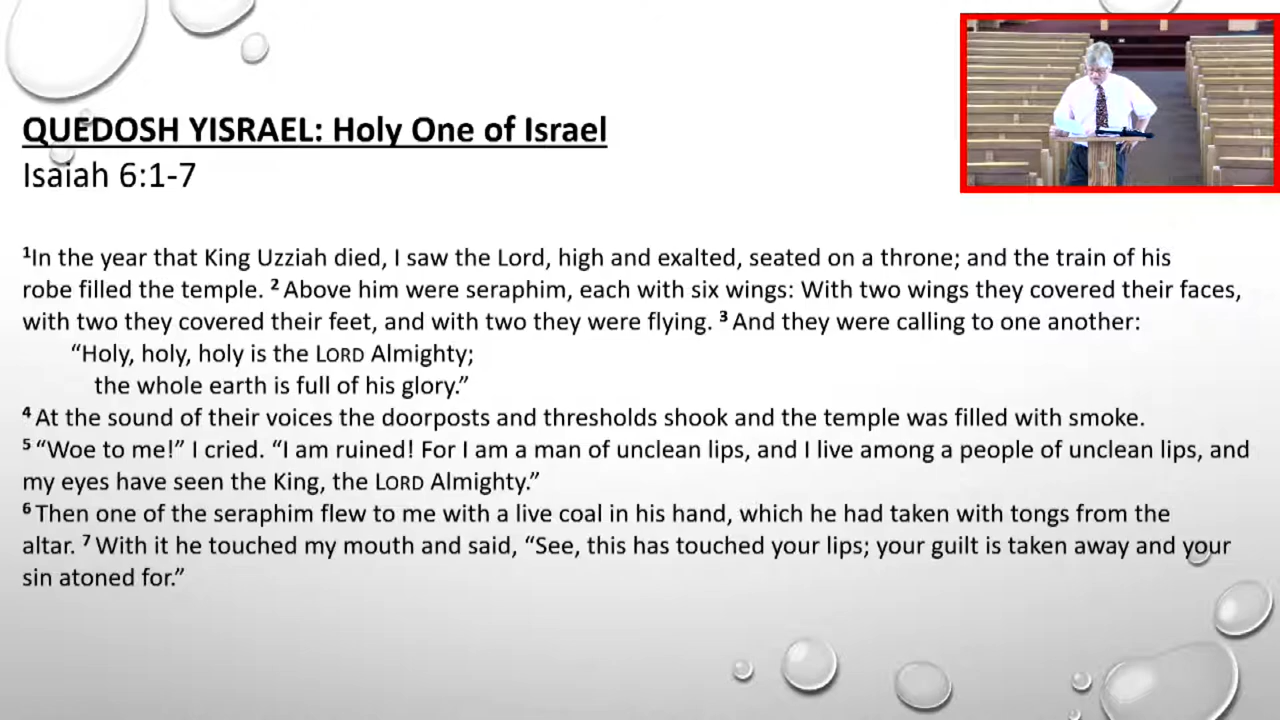 QUEDOSH YISRAEL: Holy One of Israel
Isaiah 6:1-7
¹In the year that King Uzziah died, I saw the Lord, high and exalted, seated on a throne; and the train of his
robe filled the temple. ² Above him were seraphim, each with six wings: With two wings they covered their faces,
with two they covered their feet, and with two they were flying. ³ And they were calling to one another:
“Holy, holy, holy is the LORD Almighty;
the whole earth is full of his glory.”
⁴ At the sound of their voices the doorposts and thresholds shook and the temple was filled with smoke.
⁵ “Woe to me!” I cried. “I am ruined! For I am a man of unclean lips, and I live among a people of unclean lips, and
my eyes have seen the King, the LORD Almighty.”
⁶ Then one of the seraphim flew to me with a live coal in his hand, which he had taken with tongs from the
altar. ⁷ With it he touched my mouth and said, “See, this has touched your lips; your guilt is taken away and your
sin atoned for.”